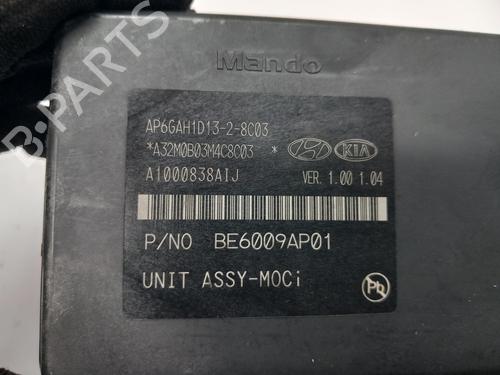 B-PARTS
Mando
AP6GAH1D13-2-8C03
*A32M0B03M4C8C03 *
KIA
A1000838AIJ VER. 1.00 1.04
P/NO BE6009AP01
UNIT ASSY-MOCi
Pb